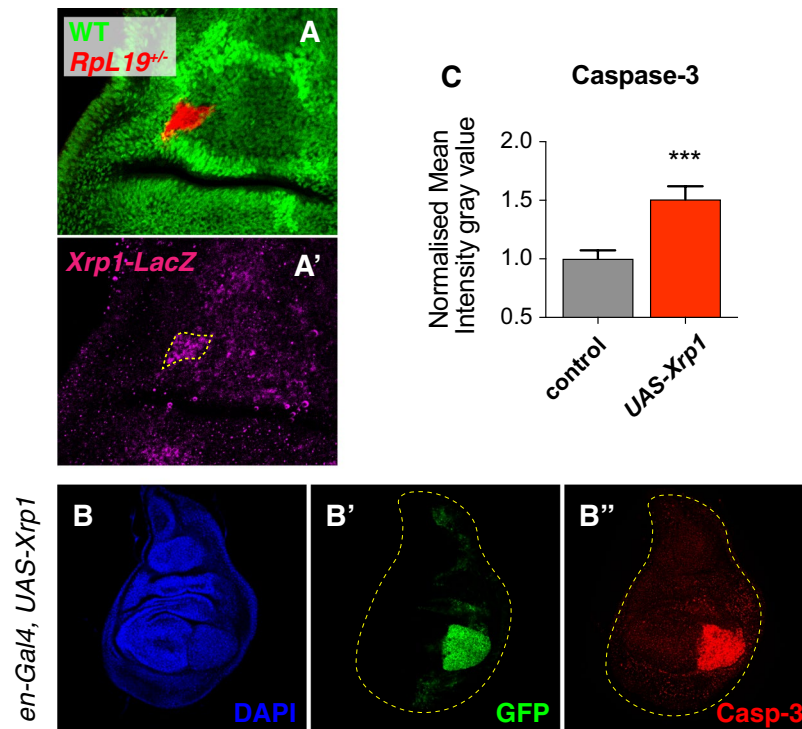 WT
A
RpL19+/-
Xrp1-LacZ
A'
C
Caspase-3
Normalised Mean
Intensity gray value
2.0
1.5
1.0
0.5
***
control
UAS-Xrp1
en-Gal4, UAS-Xrp1
B
DAPI
B'
GFP
B"
Casp-3